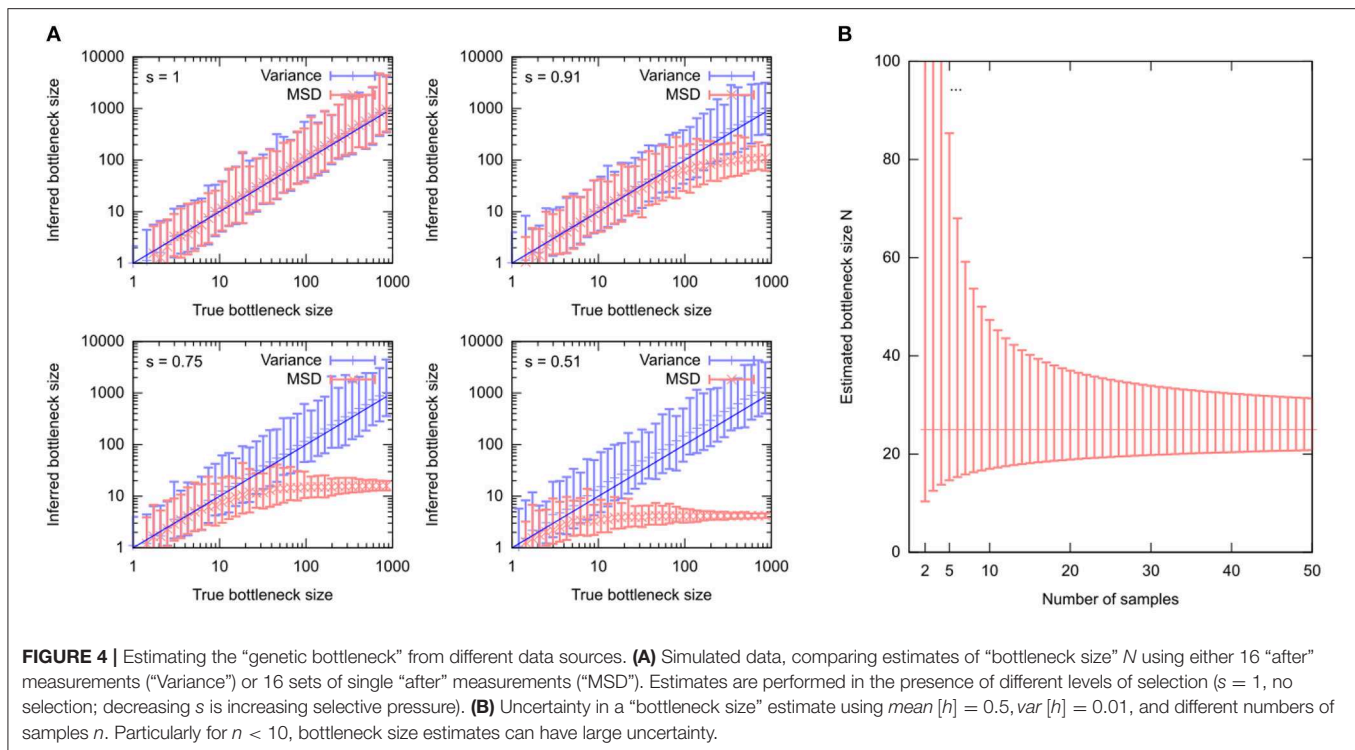 A
10000
1000
100
10
1
Inferred bottleneck size
s = 1
Variance
MSD
1 10 100 1000
True bottleneck size
10000
1000
100
10
1
Inferred bottleneck size
s = 0.91
Variance
MSD
1 10 100 1000
True bottleneck size
10000
1000
100
10
1
Inferred bottleneck size
s = 0.75
Variance
MSD
1 10 100 1000
True bottleneck size
10000
1000
100
10
1
Inferred bottleneck size
s = 0.51
Variance
MSD
1 10 100 1000
True bottleneck size
B
100
80
60
40
20
0
Estimated bottleneck size N
...
2 5 10 20 30 40 50
Number of samples
FIGURE 4 | Estimating the “genetic bottleneck” from different data sources. (A) Simulated data, comparing estimates of “bottleneck size” N using either 16 “after”
measurements (“Variance”) or 16 sets of single “after” measurements (“MSD”). Estimates are performed in the presence of different levels of selection (s = 1, no
selection; decreasing s is increasing selective pressure). (B) Uncertainty in a “bottleneck size” estimate using mean [h] = 0.5, var [h] = 0.01, and different numbers of
samples n. Particularly for n < 10, bottleneck size estimates can have large uncertainty.